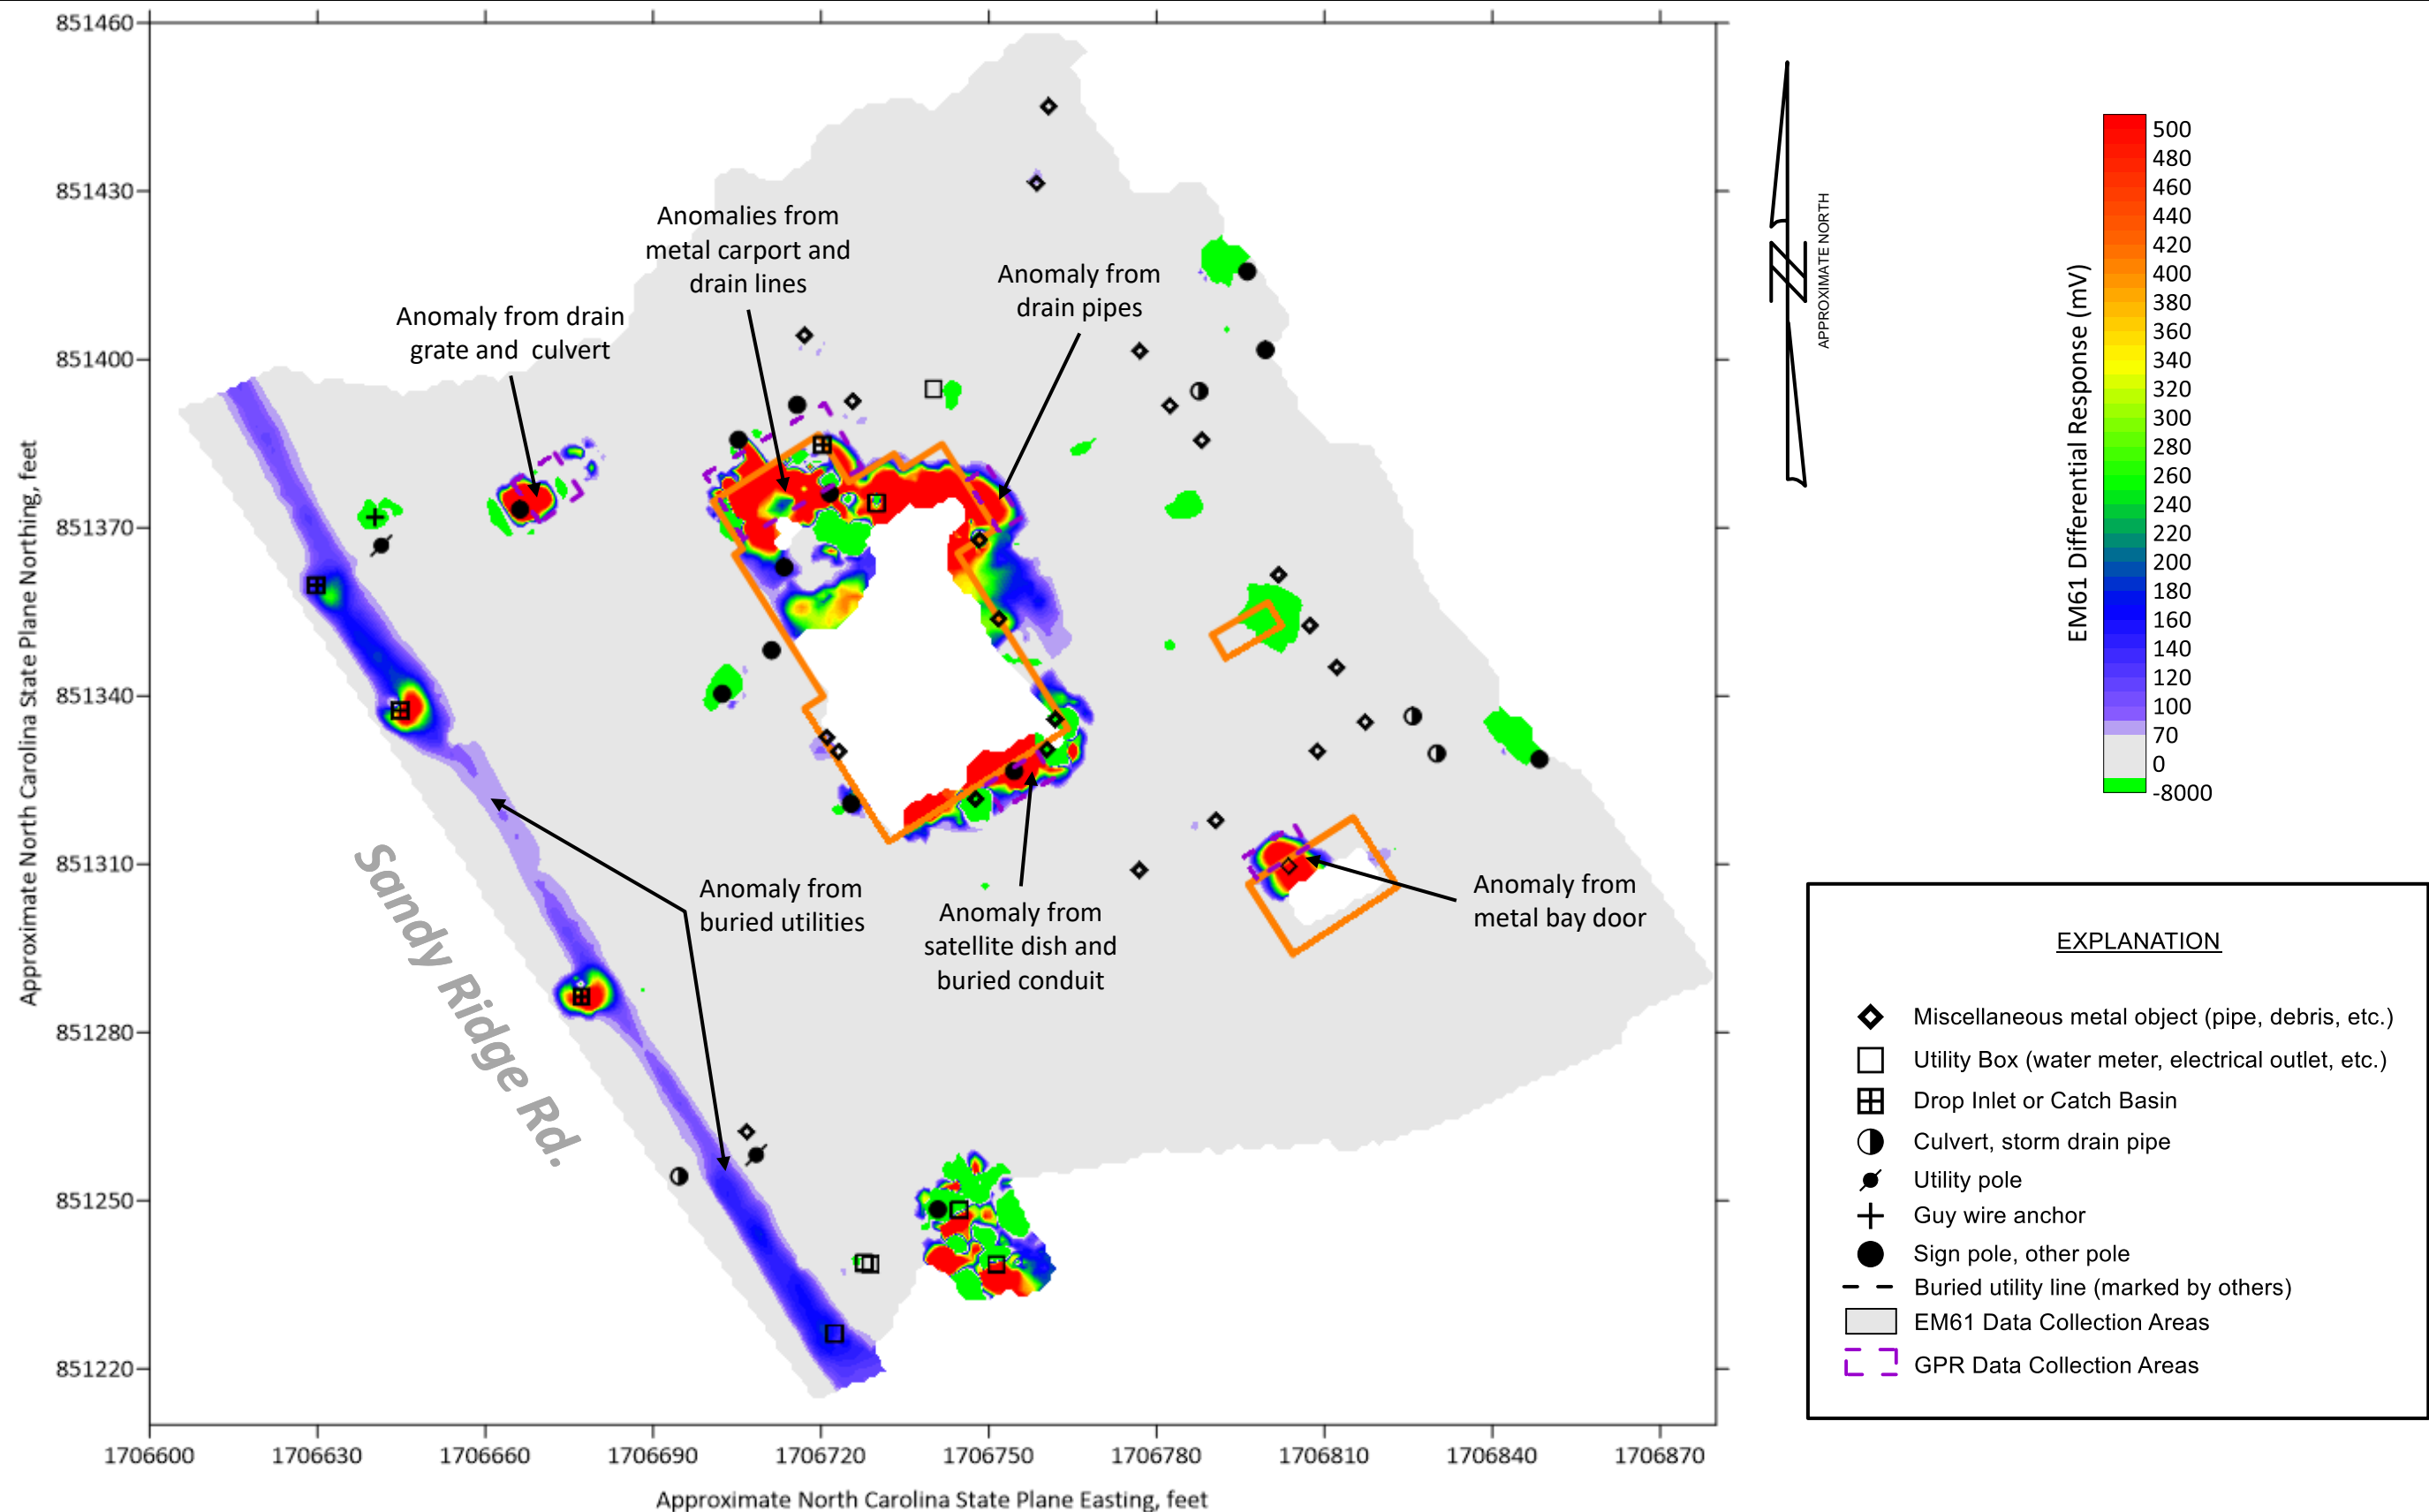 851460
851430
851400
851370
851340
851310
851280
851250
851220
Approximate North Carolina State Plane Northing, feet
1706600
1706630
1706660
1706690
1706720
1706750
1706780
1706810
1706840
1706870
Approximate North Carolina State Plane Easting, feet
Anomalies from
metal carport and
drain lines
Anomaly from
drain pipes
Anomaly from drain
grate and culvert
Anomaly from
buried utilities
Anomaly from
satellite dish and
buried conduit
Anomaly from
metal bay door
Sandy Ridge Rd.
N
APPROXIMATE NORTH
EM61 Differential Response (mV)
500
480
460
440
420
400
380
360
340
320
300
280
260
240
220
200
180
160
140
120
100
70
0
-8000
EXPLANATION
Miscellaneous metal object (pipe, debris, etc.)
Utility Box (water meter, electrical outlet, etc.)
Drop Inlet or Catch Basin
Culvert, storm drain pipe
Utility pole
Guy wire anchor
Sign pole, other pole
Buried utility line (marked by others)
EM61 Data Collection Areas
GPR Data Collection Areas